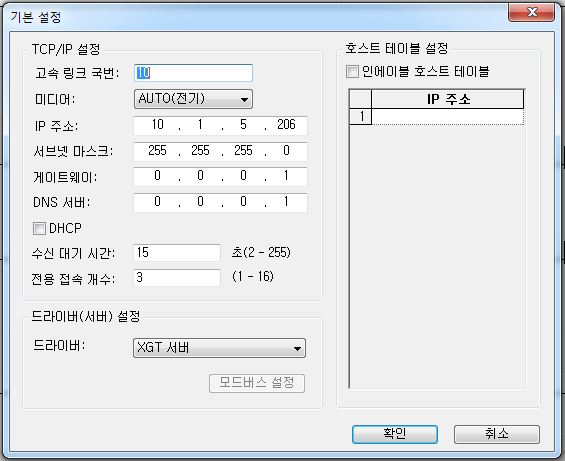 기본 설정
TCP/IP 설정
고속 링크 국번: 10
미디어: AUTO(전기)
IP 주소: 10 . 1 . 5 . 206
서브넷 마스크: 255 . 255 . 255 . 0
게이트웨이: 0 . 0 . 0 . 1
DNS 서버: 0 . 0 . 0 . 1
DHCP
수신 대기 시간: 15 초(2 - 255)
전용 접속 개수: 3 (1 - 16)
드라이버(서버) 설정
드라이버: XGT 서버
모드버스 설정
호스트 테이블 설정
인에이블 호스트 테이블
IP 주소
1
확인 취소